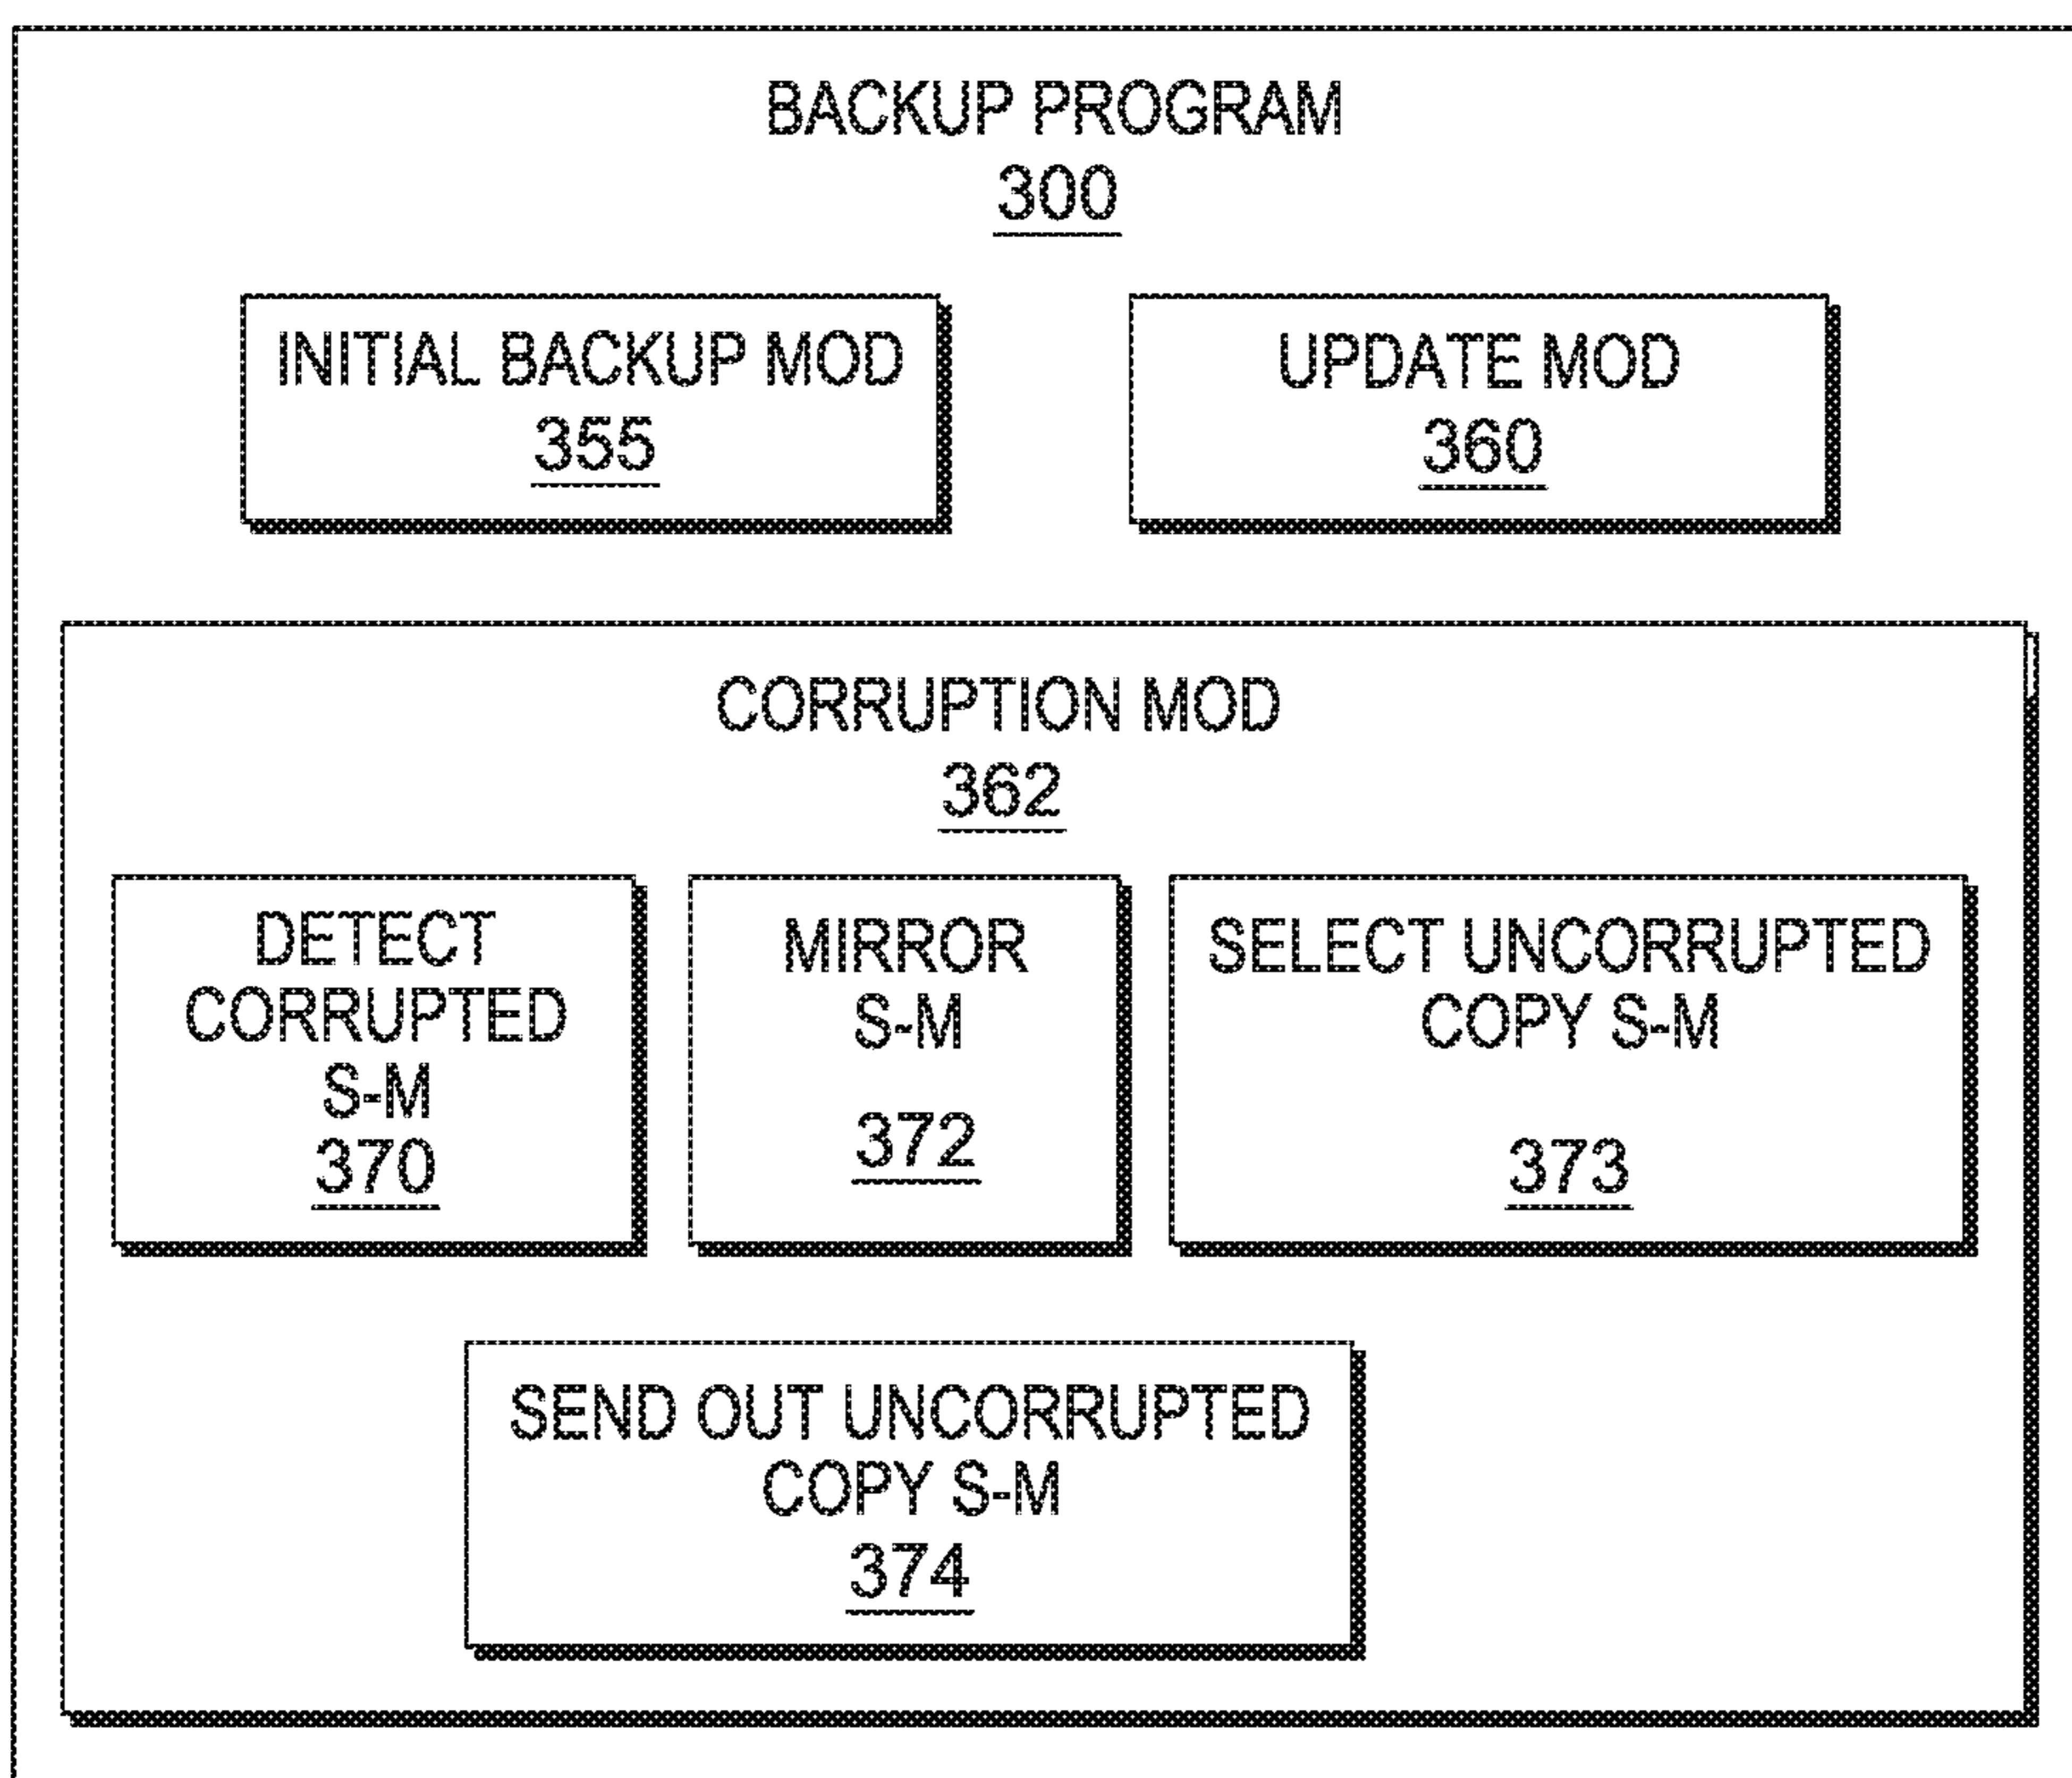 BACKUP PROGRAM
300
INITIAL BACKUP MOD
355
UPDATE MOD
360
CORRUPTION MOD
362
DETECT
CORRUPTED
S-M
370
MIRROR
S-M
372
SELECT UNCORRUPTED
COPY S-M
373
SEND OUT UNCORRUPTED
COPY S-M
374